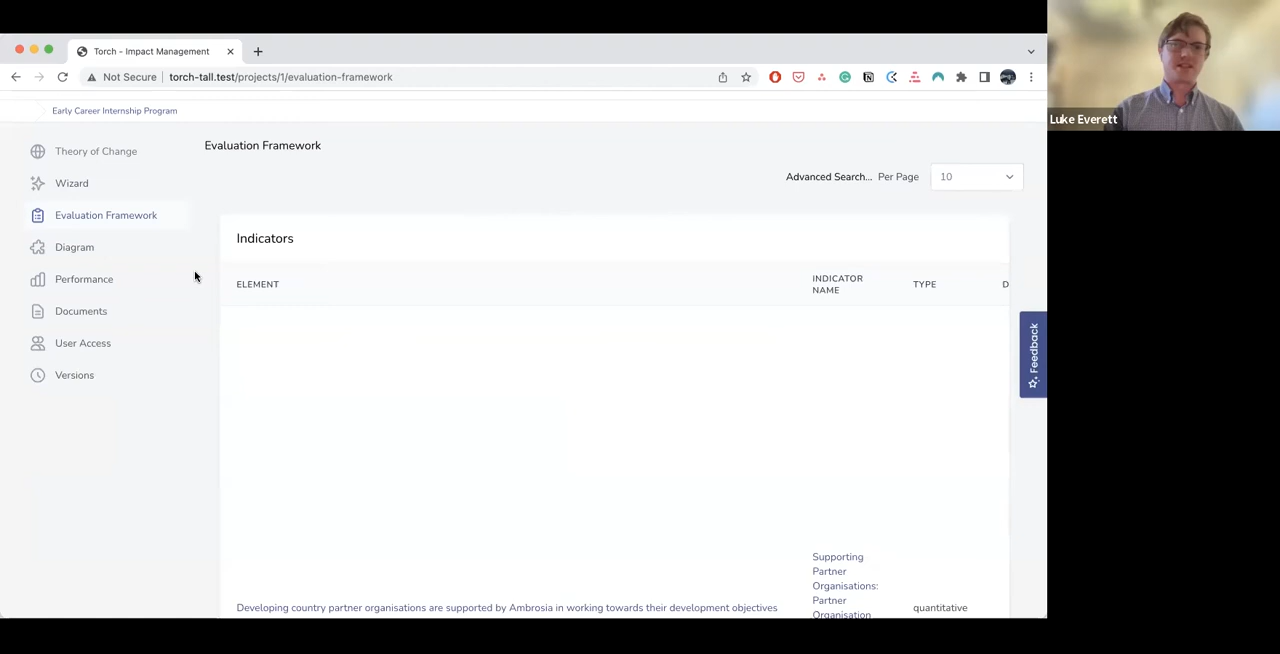 Torch - Impact Management
Not Secure
torch-tall.test/projects/1/evaluation-framework
Early Career Internship Program
Luke Everett
Theory of Change
Wizard
Evaluation Framework
Diagram
Performance
Documents
User Access
Versions
Evaluation Framework
Advanced Search... Per Page 10
Indicators
ELEMENT
INDICATOR
NAME
TYPE
D
Feedback
Supporting
Partner
Organisations:
Partner
Organisation
Developing country partner organisations are supported by Ambrosia in working towards their development objectives
quantitative